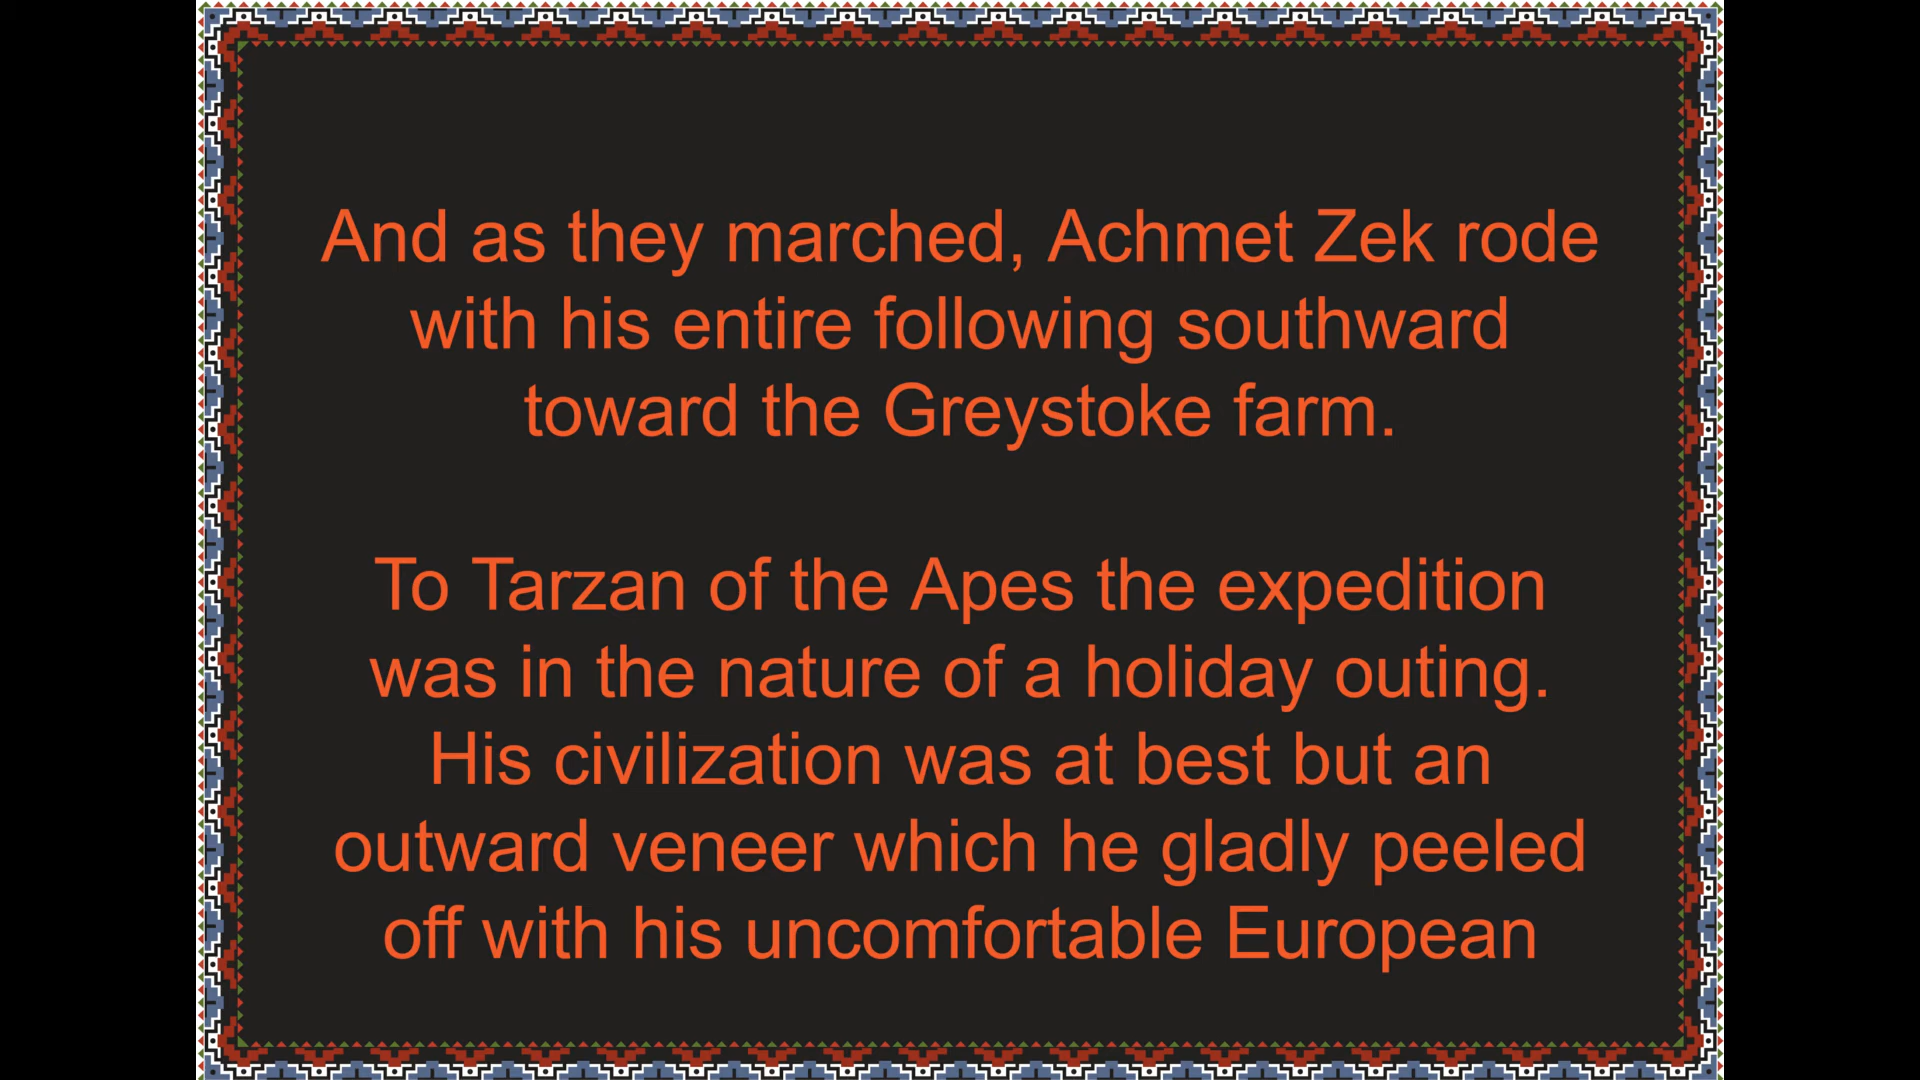 And as they marched, Achmet Zek rode
with his entire following southward
toward the Greystoke farm.
To Tarzan of the Apes the expedition
was in the nature of a holiday outing.
His civilization was at best but an
outward veneer which he gladly peeled
off with his uncomfortable European